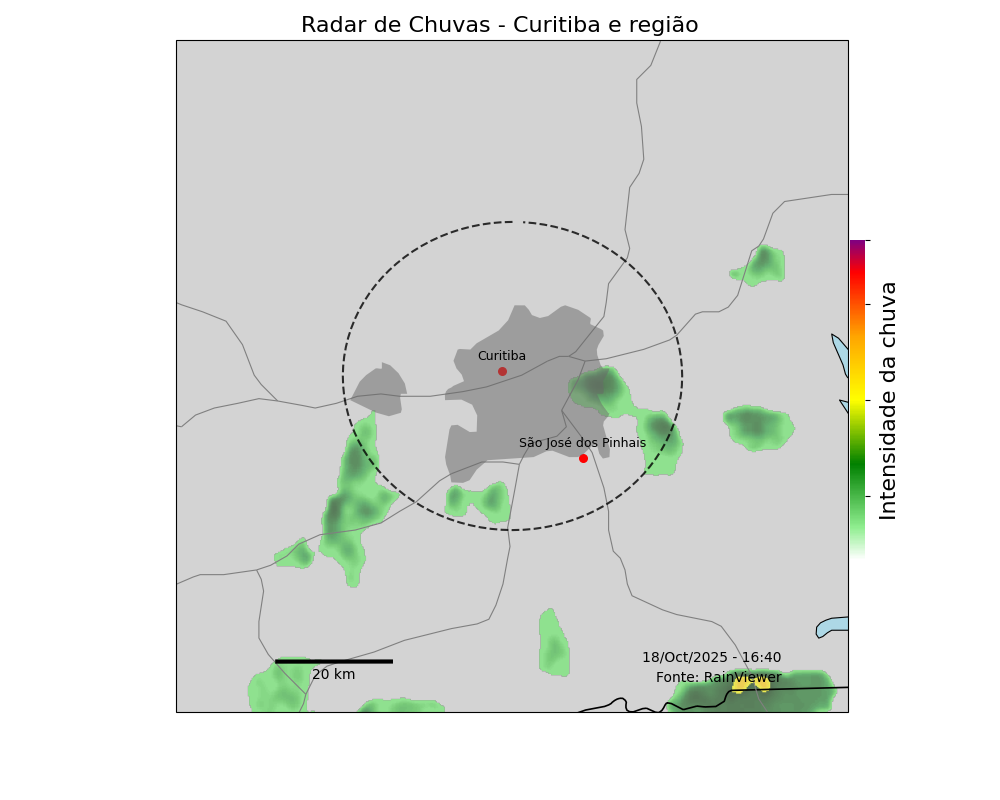 Radar de Chuvas - Curitiba e região
Curitiba
São José dos Pinhais
Intensidade da chuva
18/Oct/2025 - 16:40
20 km
Fonte: RainViewer